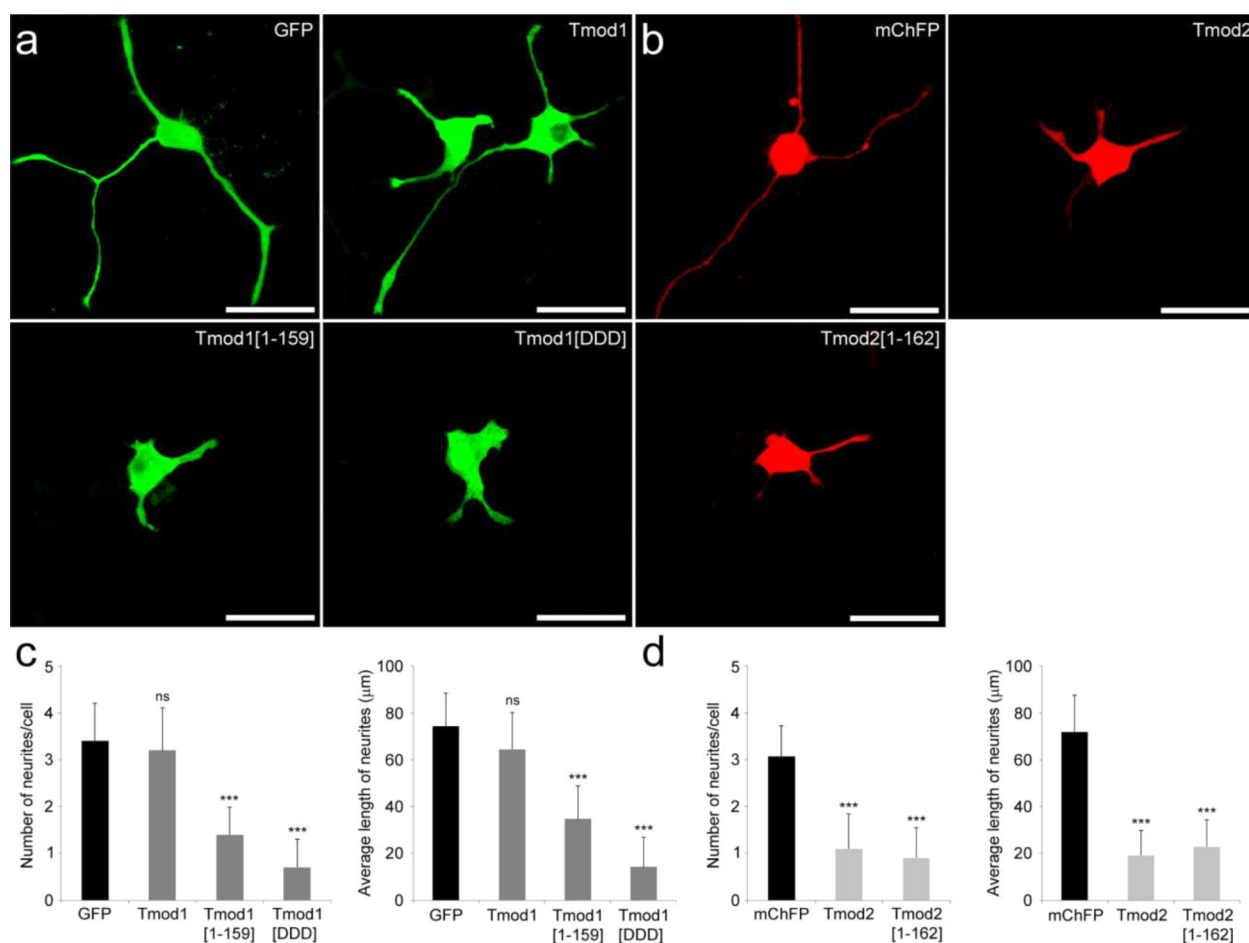 a
GFP
Tmod1
b
mChFP
Tmod2
Tmod1[1-159]
Tmod1[DDD]
Tmod2[1-162]
c
Number of neurites/cell
5
4
3
2
1
0
ns
***
***
GFP
Tmod1
Tmod1
[1-159]
Tmod1
[DDD]
Average length of neurites (μm)
100
80
60
40
20
0
ns
***
***
GFP
Tmod1
Tmod1
[1-159]
Tmod1
[DDD]
d
Number of neurites/cell
5
4
3
2
1
0
***
***
mChFP
Tmod2
Tmod2
[1-162]
Average length of neurites (μm)
100
80
60
40
20
0
***
***
mChFP
Tmod2
Tmod2
[1-162]